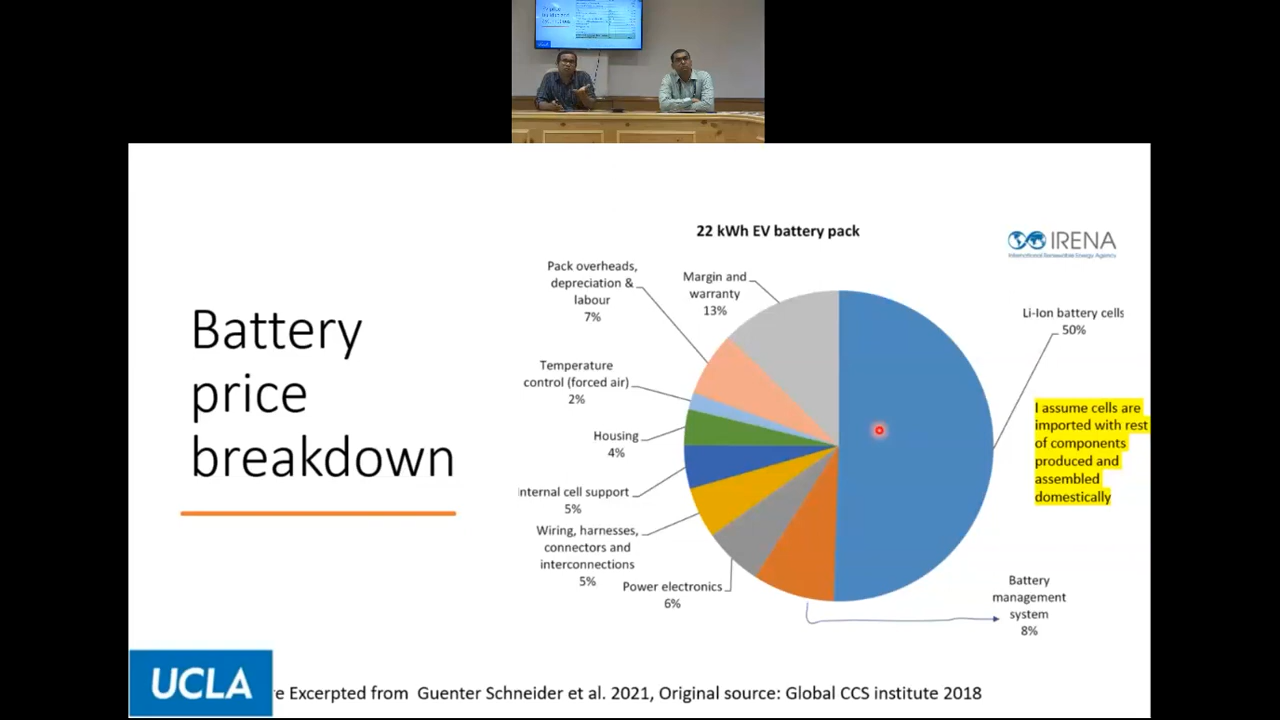 22 kWh EV battery pack
IRENA
International Renewable Energy Agency
Pack overheads,
depreciation &
labour
7%
Margin and
warranty
13%
Li-Ion battery cells
50%
Temperature
control (forced air)
2%
Housing
4%
Internal cell support
5%
Wiring, harnesses,
connectors and
interconnections
5%
Power electronics
6%
Battery
management
system
8%
I assume cells are
imported with rest
of components
produced and
assembled
domestically
Battery
price
breakdown
UCLA
Excerpted from Guenter Schneider et al. 2021, Original source: Global CCS institute 2018